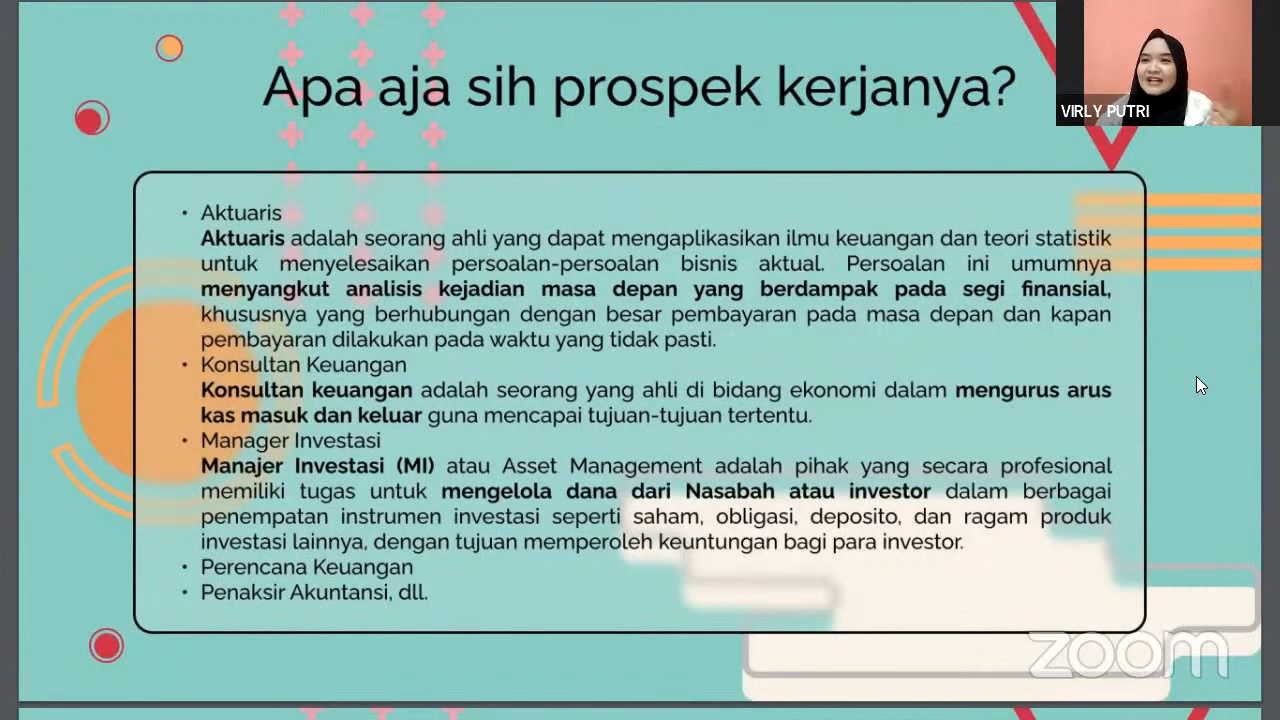 Apa aja sih prospek kerjanya?
VIRLY PUTRI
• Aktuaris
Aktuaris adalah seorang ahli yang dapat mengaplikasikan ilmu keuangan dan teori statistik
untuk menyelesaikan persoalan-persoalan bisnis aktual. Persoalan ini umumnya
menyangkut analisis kejadian masa depan yang berdampak pada segi finansial,
khususnya yang berhubungan dengan besar pembayaran pada masa depan dan kapan
pembayaran dilakukan pada waktu yang tidak pasti.
• Konsultan Keuangan
Konsultan keuangan adalah seorang yang ahli di bidang ekonomi dalam mengurus arus
kas masuk dan keluar guna mencapai tujuan-tujuan tertentu.
• Manager Investasi
Manajer Investasi (MI) atau Asset Management adalah pihak yang secara profesional
memiliki tugas untuk mengelola dana dari Nasabah atau investor dalam berbagai
penempatan instrumen investasi seperti saham, obligasi, deposito, dan ragam produk
investasi lainnya, dengan tujuan memperoleh keuntungan bagi para investor.
• Perencana Keuangan
• Penaksir Akuntansi, dll.
zoom